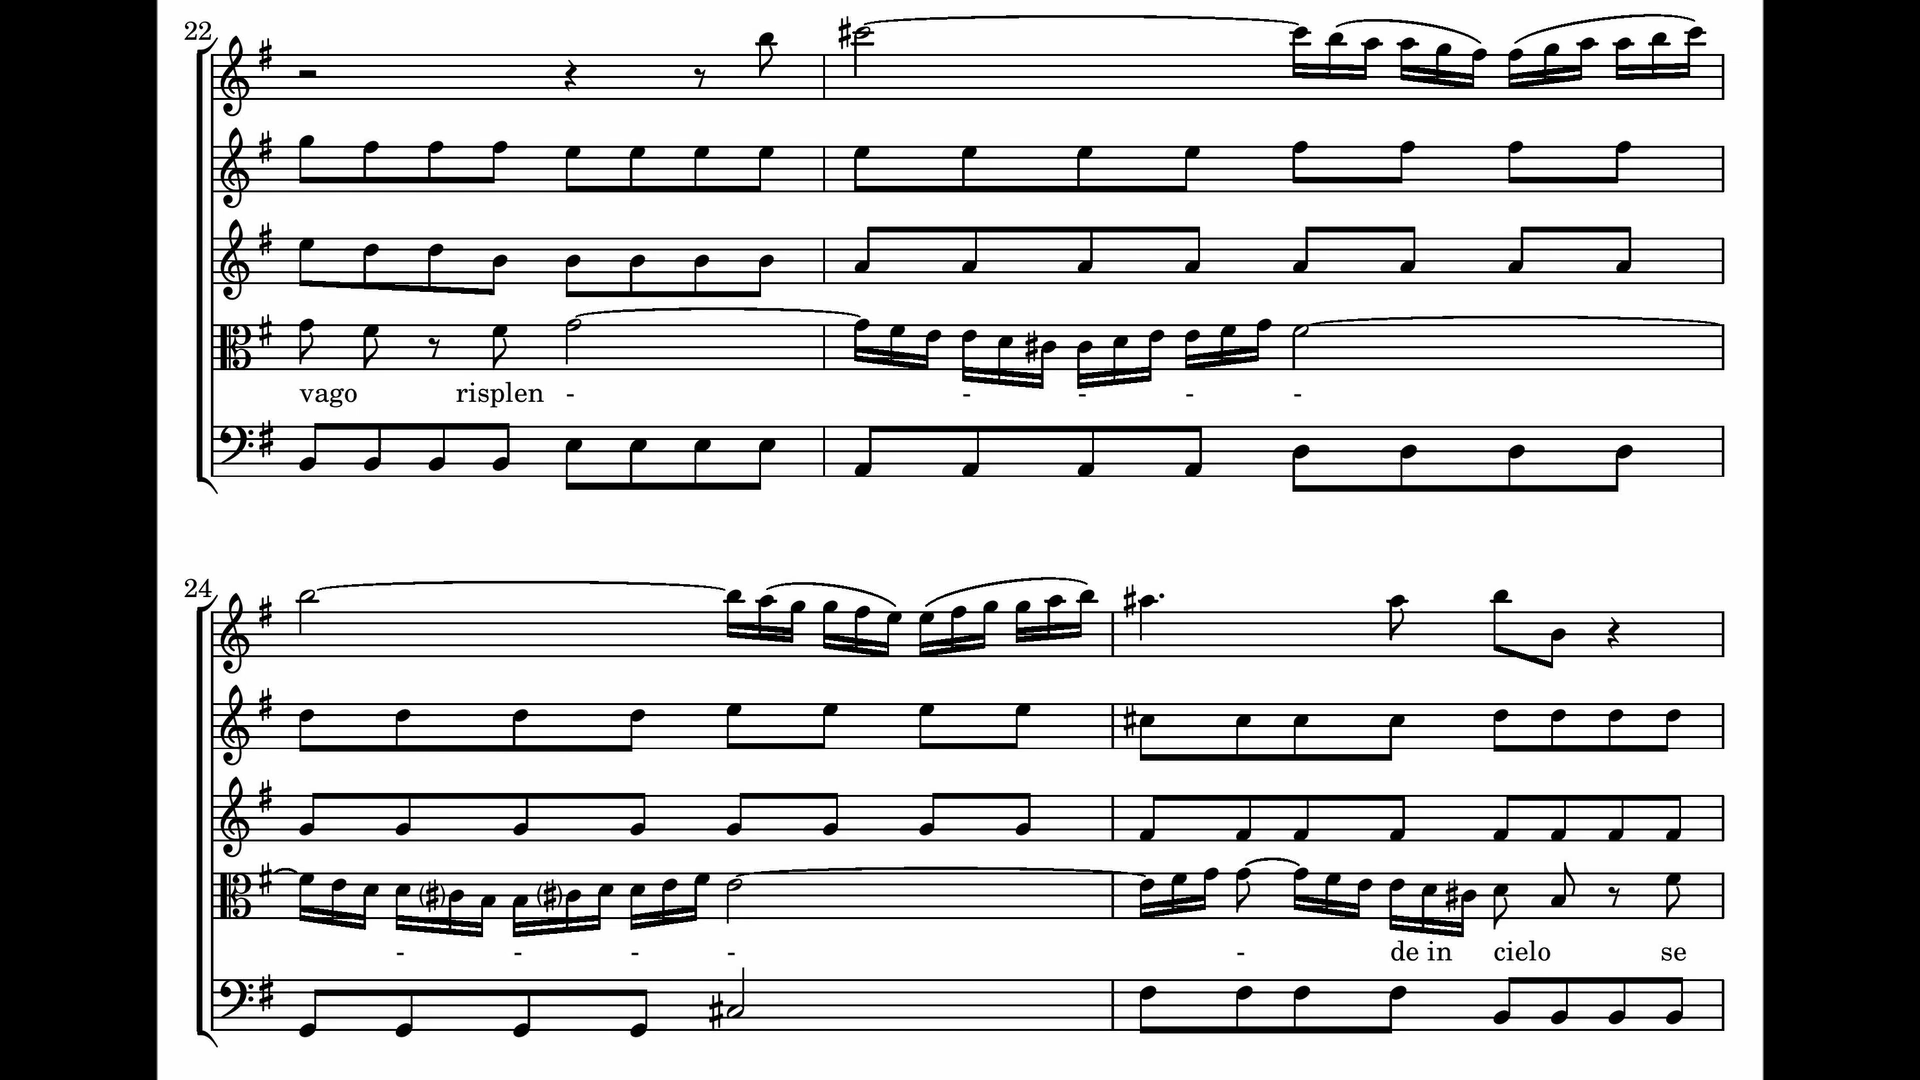 22
vago risplen - - - - -
24
- - - - - de in cielo se